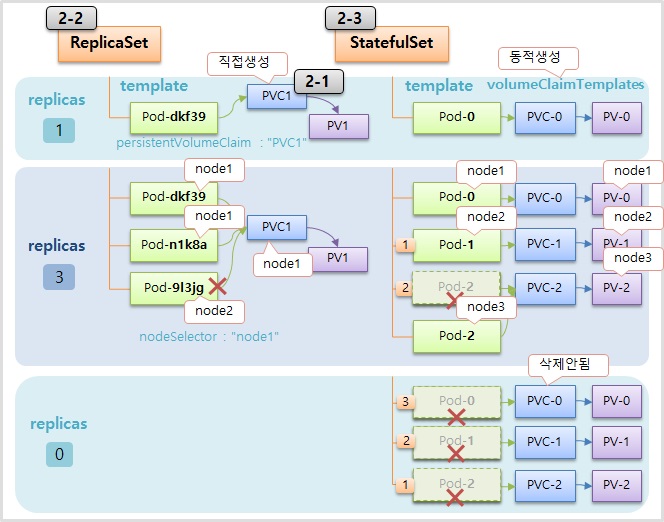 2-2
2-3
ReplicaSet
StatefulSet
직접생성
동적생성
template
2-1
template
volumeClaimTemplates
replicas
1
Pod-dkf39
PVC1
PV1
persistentVolumeClaim : "PVC1"
Pod-0
PVC-0
PV-0
replicas
3
node1
Pod-dkf39
node1
Pod-n1k8a
Pod-9l3jg
node2
PVC1
node1
PV1
nodeSelector : "node1"
node1
node1
Pod-0
PVC-0
PV-0
node2
node2
1
Pod-1
PVC-1
PV-1
node3
2
Pod-2
PVC-2
PV-2
node3
Pod-2
replicas
0
삭제안됨
3
Pod-0
PVC-0
PV-0
2
Pod-1
PVC-1
PV-1
1
Pod-2
PVC-2
PV-2